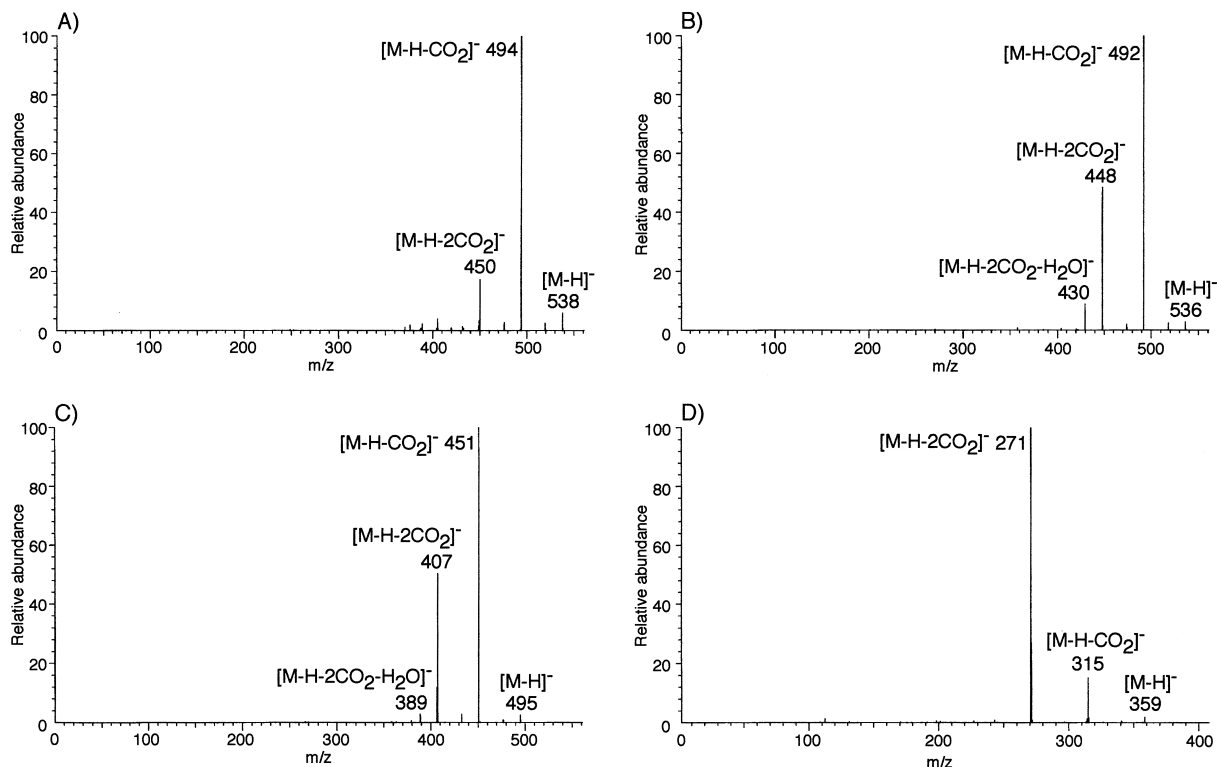 A)
[M-H-CO2]- 494
[M-H-2CO2]-
450
[M-H]-
538
Relative abundance
100
80
60
40
20
0
0 100 200 300 400 500
m/z
B)
[M-H-CO2]- 492
[M-H-2CO2]-
448
[M-H-2CO2-H2O]-
430
[M-H]-
536
Relative abundance
100
80
60
40
20
0
0 100 200 300 400 500
m/z
C)
[M-H-CO2]- 451
[M-H-2CO2]-
407
[M-H-2CO2-H2O]-
389
[M-H]-
495
Relative abundance
100
80
60
40
20
0
0 100 200 300 400 500
m/z
D)
[M-H-2CO2]- 271
[M-H-CO2]-
315
[M-H]-
359
Relative abundance
100
80
60
40
20
0
0 100 200 300 400
m/z